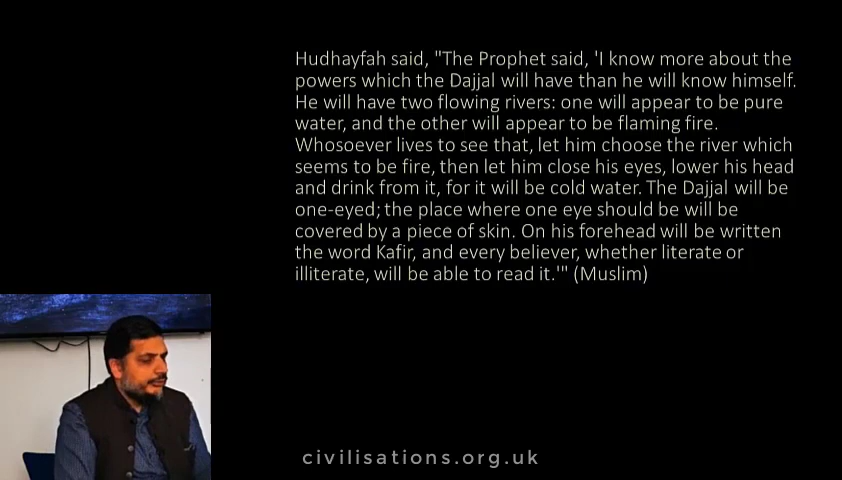 Hudhayfah said, "The Prophet said, 'I know more about the
powers which the Dajjal will have than he will know himself.
He will have two flowing rivers: one will appear to be pure
water, and the other will appear to be flaming fire.
Whosoever lives to see that, let him choose the river which
seems to be fire, then let him close his eyes, lower his head
and drink from it, for it will be cold water. The Dajjal will be
one-eyed; the place where one eye should be will be
covered by a piece of skin. On his forehead will be written
the word Kafir, and every believer, whether literate or
illiterate, will be able to read it.'" (Muslim)
civilisations.org.uk